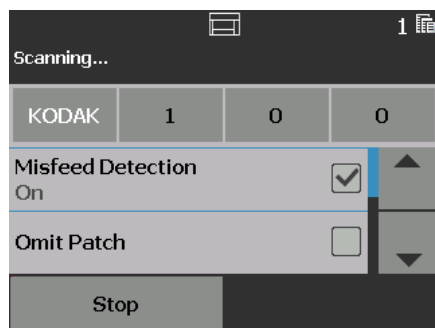 1
Scanning...
KODAK 1 0 0
Misfeed Detection
On
Omit Patch
Stop